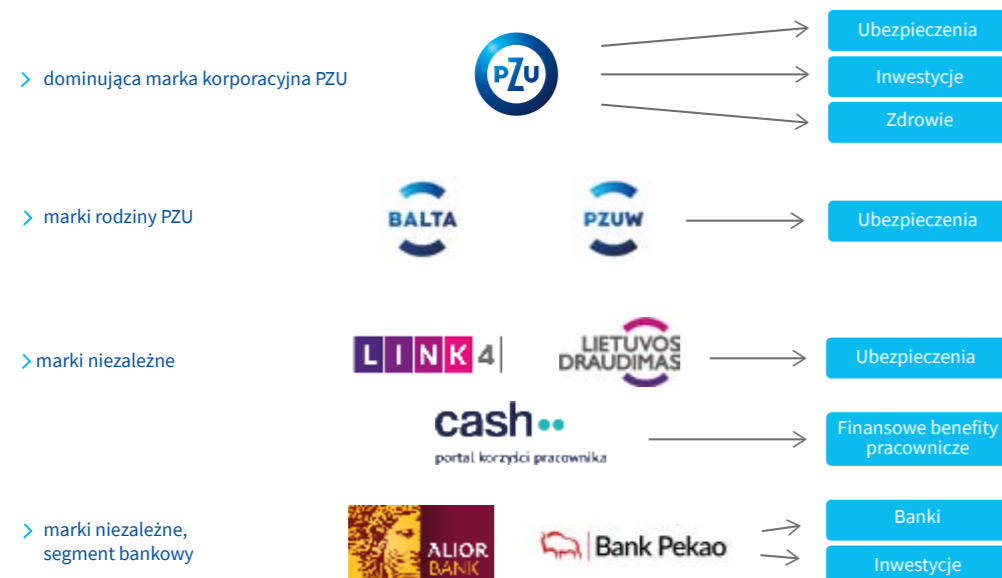 dominująca marka korporacyjna PZU
PZU
Ubezpieczenia
Inwestycje
Zdrowie
marki rodziny PZU
BALTA
PZUW
Ubezpieczenia
marki niezależne
LINK4
LIETUVOS
DRAUDIMAS
Ubezpieczenia
cash
portal korzyści pracownika
Finansowe benefity
pracownicze
marki niezależne,
segment bankowy
ALIOR
BANK
Bank Pekao
Banki
Inwestycje